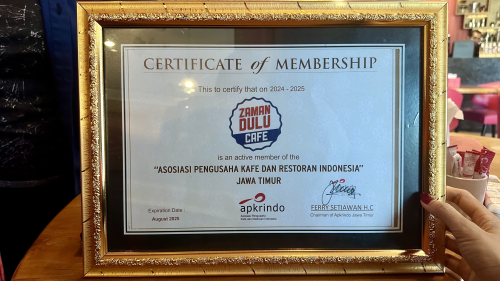 CERTIFICATE of MEMBERSHIP
This to certify that on 2024 - 2025
ZAMAN
DULU
CAFE
is an active member of the
"ASOSIASI PENGUSAHA KAFE DAN RESTORAN INDONESIA"
JAWA TIMUR
apkrindo
Expiration Date
August 2025
FERRY SETIAWAN H.C
Chairman of Apkrindo Jawa Timur